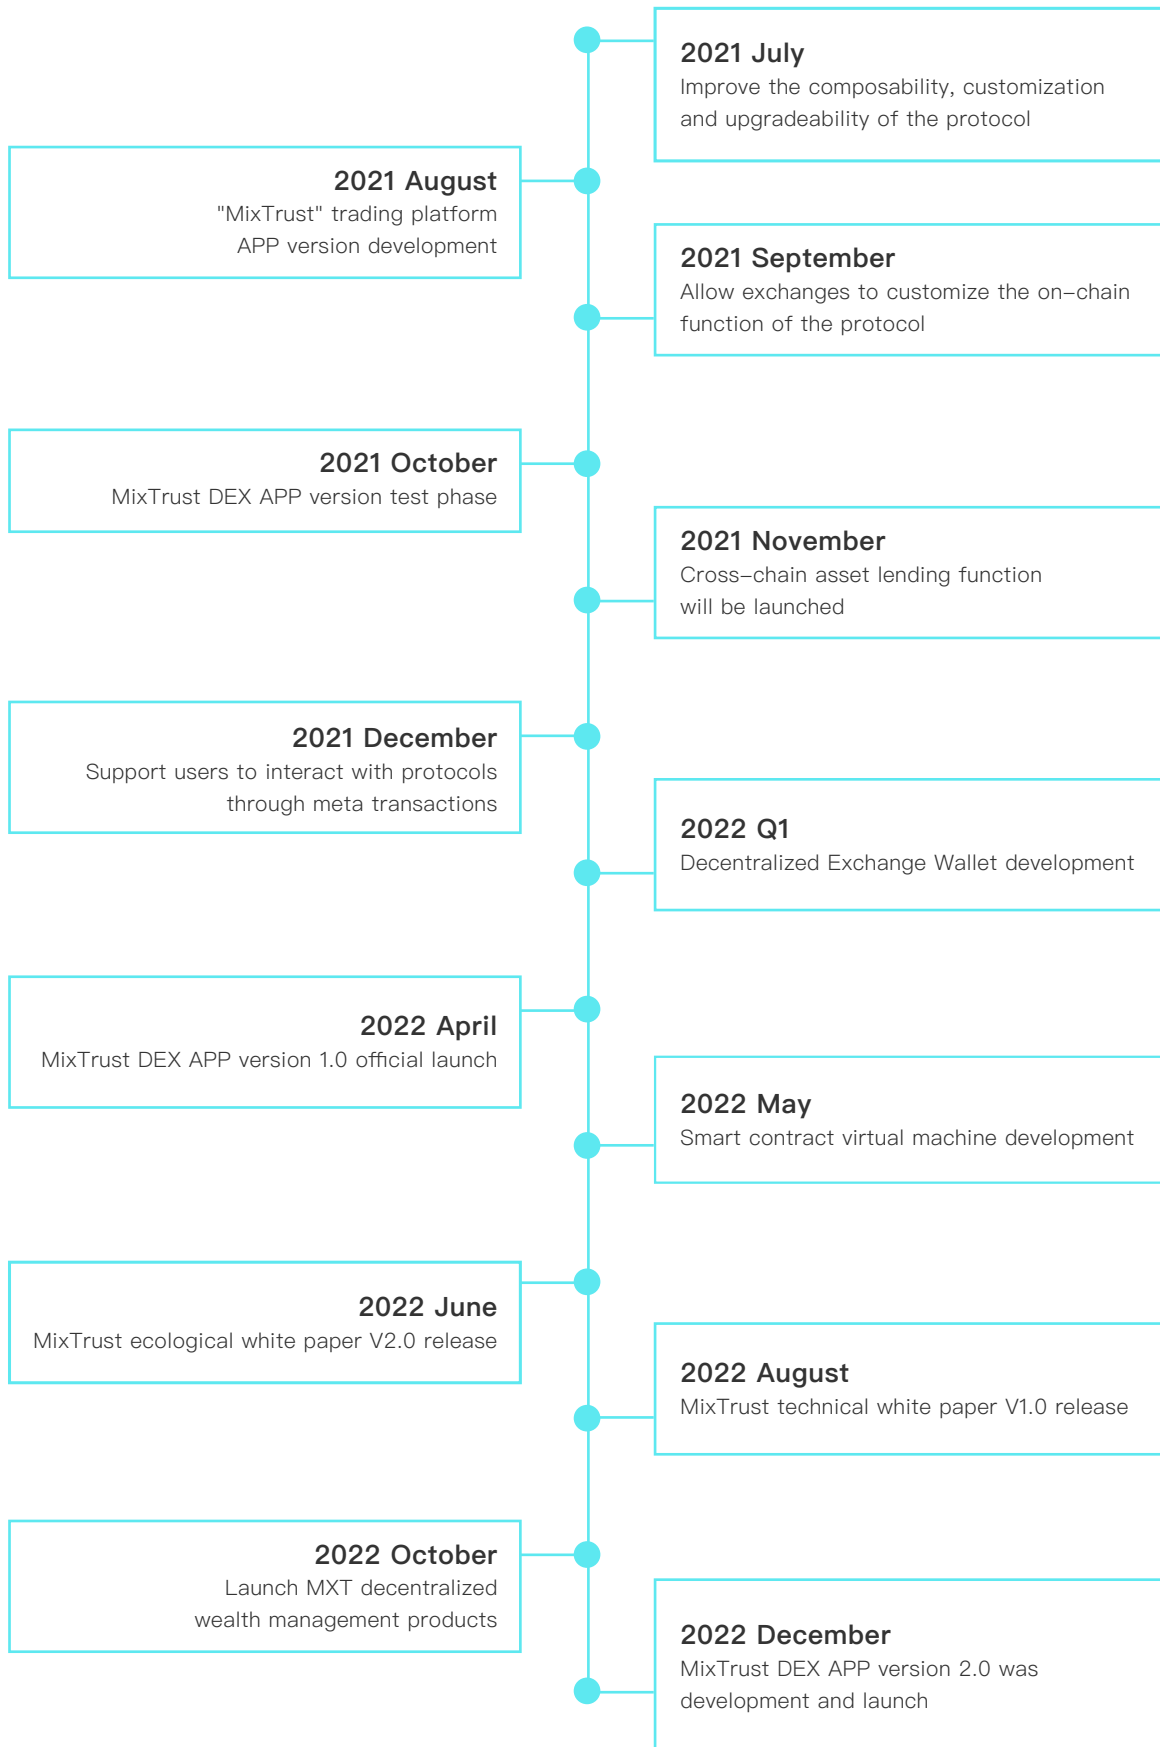 2021 July
Improve the composability, customization
and upgradeability of the protocol
2021 August
"MixTrust" trading platform
APP version development
2021 September
Allow exchanges to customize the on-chain
function of the protocol
2021 October
MixTrust DEX APP version test phase
2021 November
Cross-chain asset lending function
will be launched
2021 December
Support users to interact with protocols
through meta transactions
2022 Q1
Decentralized Exchange Wallet development
2022 April
MixTrust DEX APP version 1.0 official launch
2022 May
Smart contract virtual machine development
2022 June
MixTrust ecological white paper V2.0 release
2022 August
MixTrust technical white paper V1.0 release
2022 October
Launch MXT decentralized
wealth management products
2022 December
MixTrust DEX APP version 2.0 was
development and launch